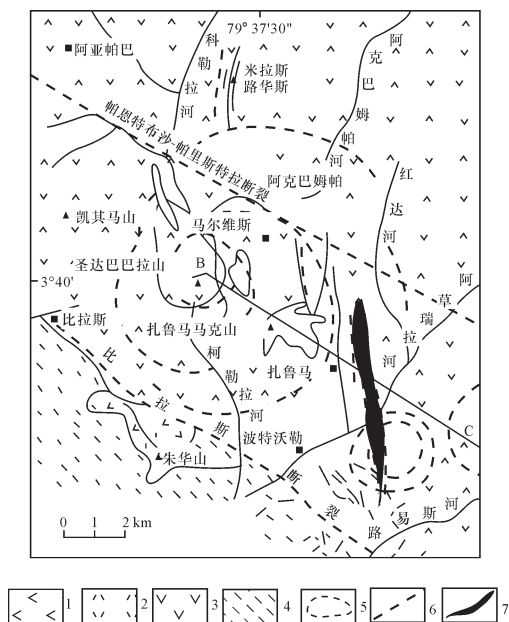 79°37′30″
阿亚帕巴
科勒拉河
米拉斯
路华斯
阿克巴姆帕河
帕恩特布沙-帕里斯特拉断裂
阿克巴姆帕
红达河
凯其马山
马尔维斯
圣达巴巴拉山
B
3°40′
阿草瑞拉河
比拉斯
扎鲁马马克山
柯勒拉河
扎鲁马
比拉斯断裂
波特沃勒
C
朱华山
路易斯河
0 1 2 km
1 2 3 4 5 6 7